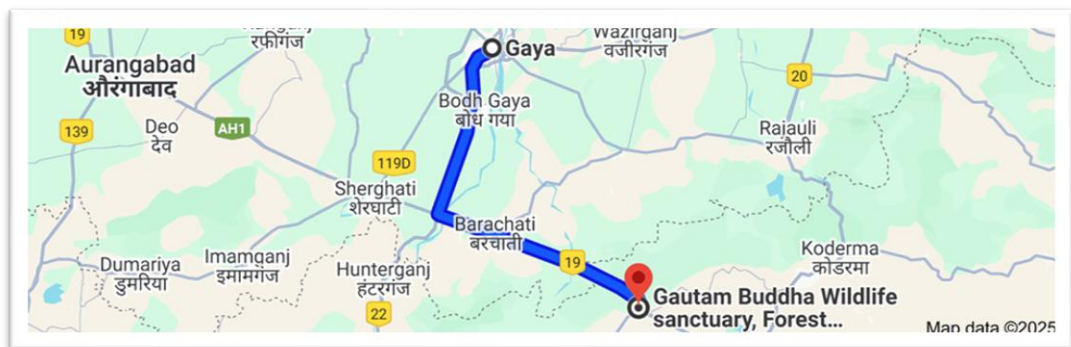 19
रफीगंज
Gaya
Wazirganj
वजीरगंज
Aurangabad
औरंगाबाद
20
Bodh Gaya
बोध गया
139
Deo
देव
AH1
Rajauli
रजौली
119D
Sherghati
शेरघाटी
Barachati
बरचाती
Koderma
कोडरमा
Imamganj
इमामगंज
Dumariya
डुमरिया
Hunterganj
हंटरगंज
19
22
Gautam Buddha Wildlife
sanctuary, Forest...
Map data ©2025